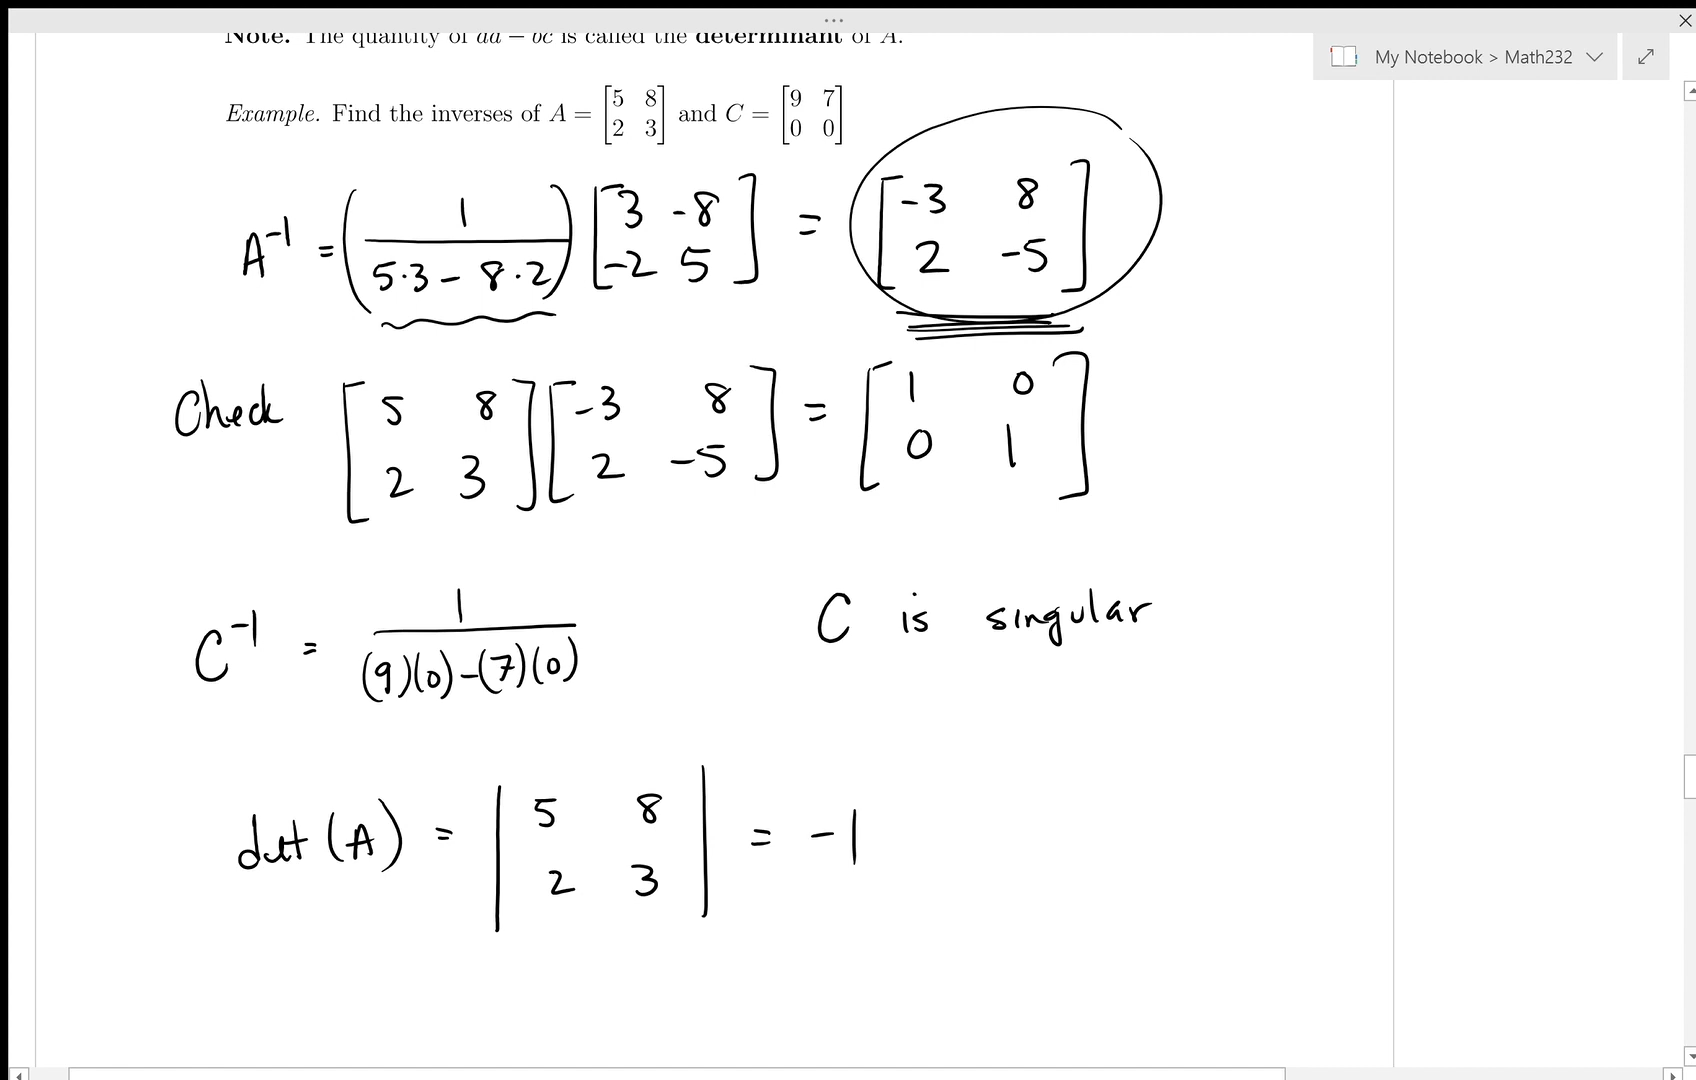 Note. The quantity of ad − bc is called the determinant of A.
My Notebook > Math232
Example. Find the inverses of A = [5 8; 2 3] and C = [9 7; 0 0]
A⁻¹ = (1 / (5·3 − 8·2)) [3 -8; -2 5] = [-3 8; 2 -5]
Check [5 8; 2 3] [-3 8; 2 -5] = [1 0; 0 1]
C⁻¹ = 1 / ((9)(0) − (7)(0)) C is singular
det (A) = |5 8; 2 3| = -1